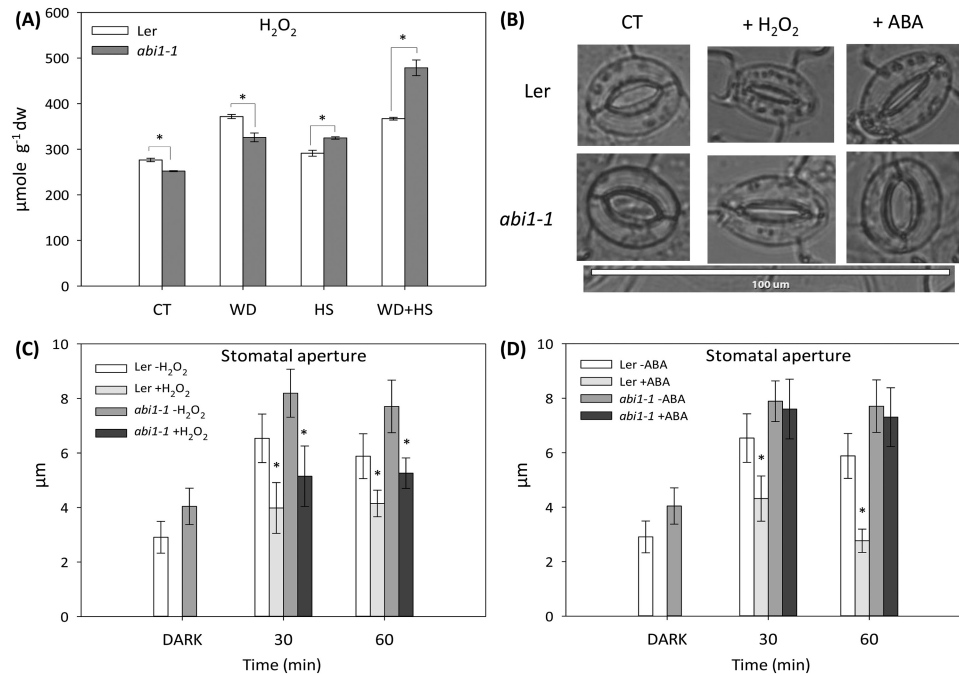 (A)
H₂O₂
Ler
abi1-1
600
500
400
300
200
100
0
µmole g⁻¹ dw
*
*
*
*
CT
WD
HS
WD+HS
(B)
CT
+ H₂O₂
+ ABA
Ler
abi1-1
100 um
(C)
Stomatal aperture
Ler -H₂O₂
Ler +H₂O₂
abi1-1 -H₂O₂
abi1-1 +H₂O₂
10
8
6
4
2
0
µm
*
*
*
*
DARK
30
60
Time (min)
(D)
Stomatal aperture
Ler -ABA
Ler +ABA
abi1-1 -ABA
abi1-1 +ABA
10
8
6
4
2
0
µm
*
*
DARK
30
60
Time (min)